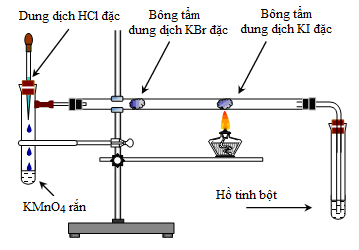 Dung dịch HCl đặc
Bông tẩm
dung dịch KBr đặc
Bông tẩm
dung dịch KI đặc
KMnO4 rắn
Hồ tinh bột